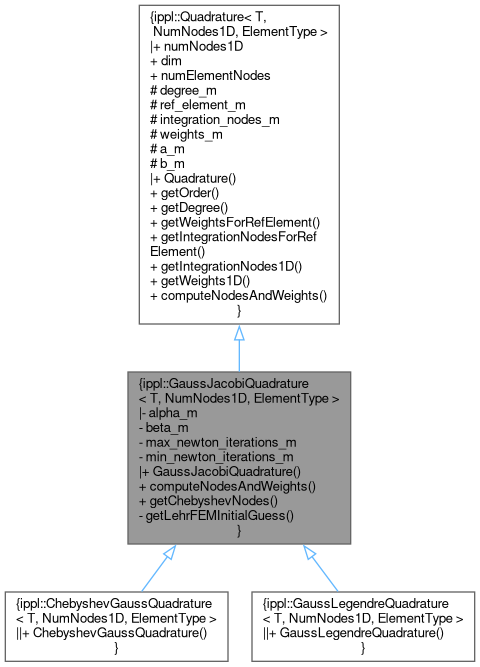 {ippl::Quadrature< T,
NumNodes1D, ElementType >
|+ numNodes1D
+ dim
+ numElementNodes
# degree_m
# ref_element_m
# integration_nodes_m
# weights_m
# a_m
# b_m
|+ Quadrature()
+ getOrder()
+ getDegree()
+ getWeightsForRefElement()
+ getIntegrationNodesForRef
Element()
+ getIntegrationNodes1D()
+ getWeights1D()
+ computeNodesAndWeights()
}
{ippl::GaussJacobiQuadrature
< T, NumNodes1D, ElementType >
|- alpha_m
- beta_m
- max_newton_iterations_m
- min_newton_iterations_m
|+ GaussJacobiQuadrature()
+ computeNodesAndWeights()
+ getChebyshevNodes()
- getLehrFEMInitialGuess()
}
{ippl::ChebyshevGaussQuadrature
< T, NumNodes1D, ElementType >
||+ ChebyshevGaussQuadrature()
}
{ippl::GaussLegendreQuadrature
< T, NumNodes1D, ElementType >
||+ GaussLegendreQuadrature()
}